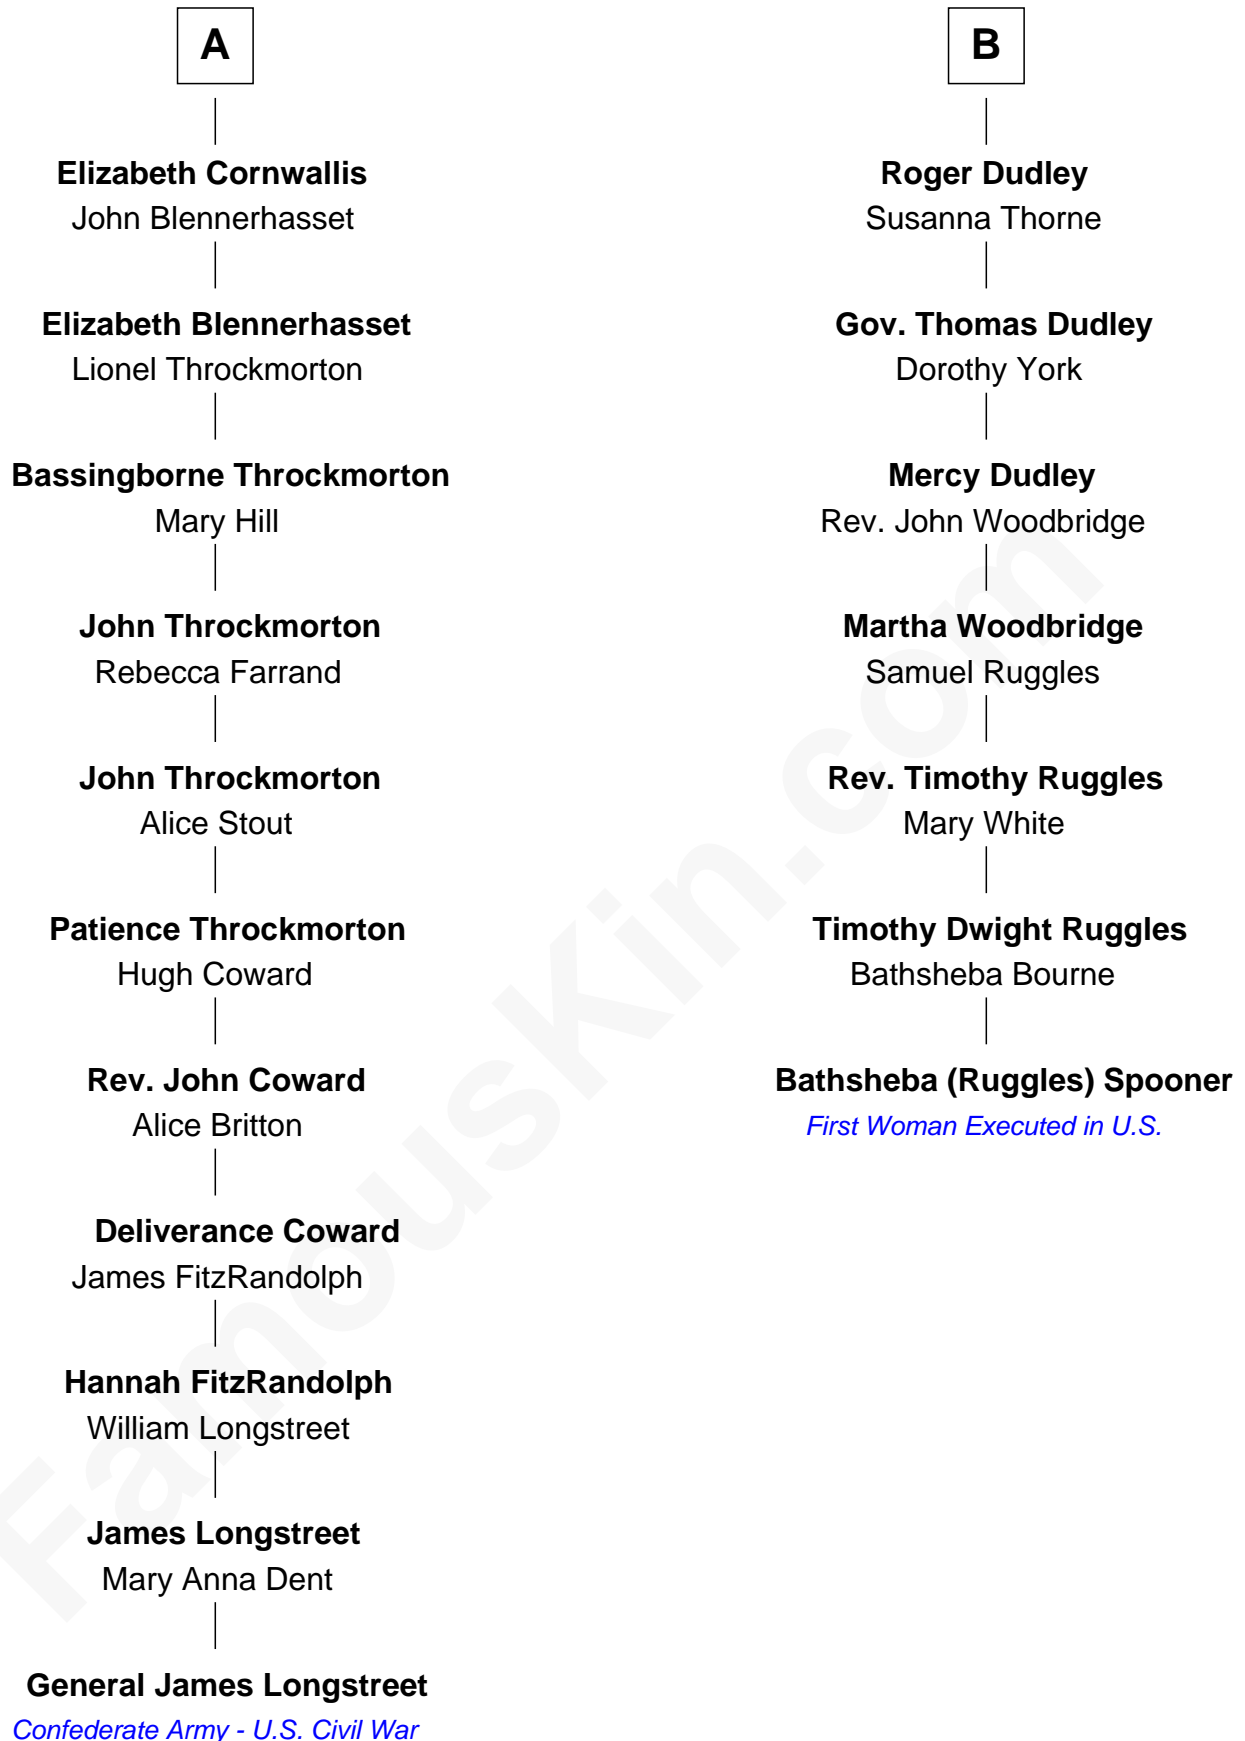 A
Elizabeth Cornwallis
John Blennerhasset
Elizabeth Blennerhasset
Lionel Throckmorton
Bassingborne Throckmorton
Mary Hill
John Throckmorton
Rebecca Farrand
John Throckmorton
Alice Stout
Patience Throckmorton
Hugh Coward
Rev. John Coward
Alice Britton
Deliverance Coward
James FitzRandolph
Hannah FitzRandolph
William Longstreet
James Longstreet
Mary Anna Dent
General James Longstreet
Confederate Army - U.S. Civil War
B
Roger Dudley
Susanna Thorne
Gov. Thomas Dudley
Dorothy York
Mercy Dudley
Rev. John Woodbridge
Martha Woodbridge
Samuel Ruggles
Rev. Timothy Ruggles
Mary White
Timothy Dwight Ruggles
Bathsheba Bourne
Bathsheba (Ruggles) Spooner
First Woman Executed in U.S.
FamousKin.com